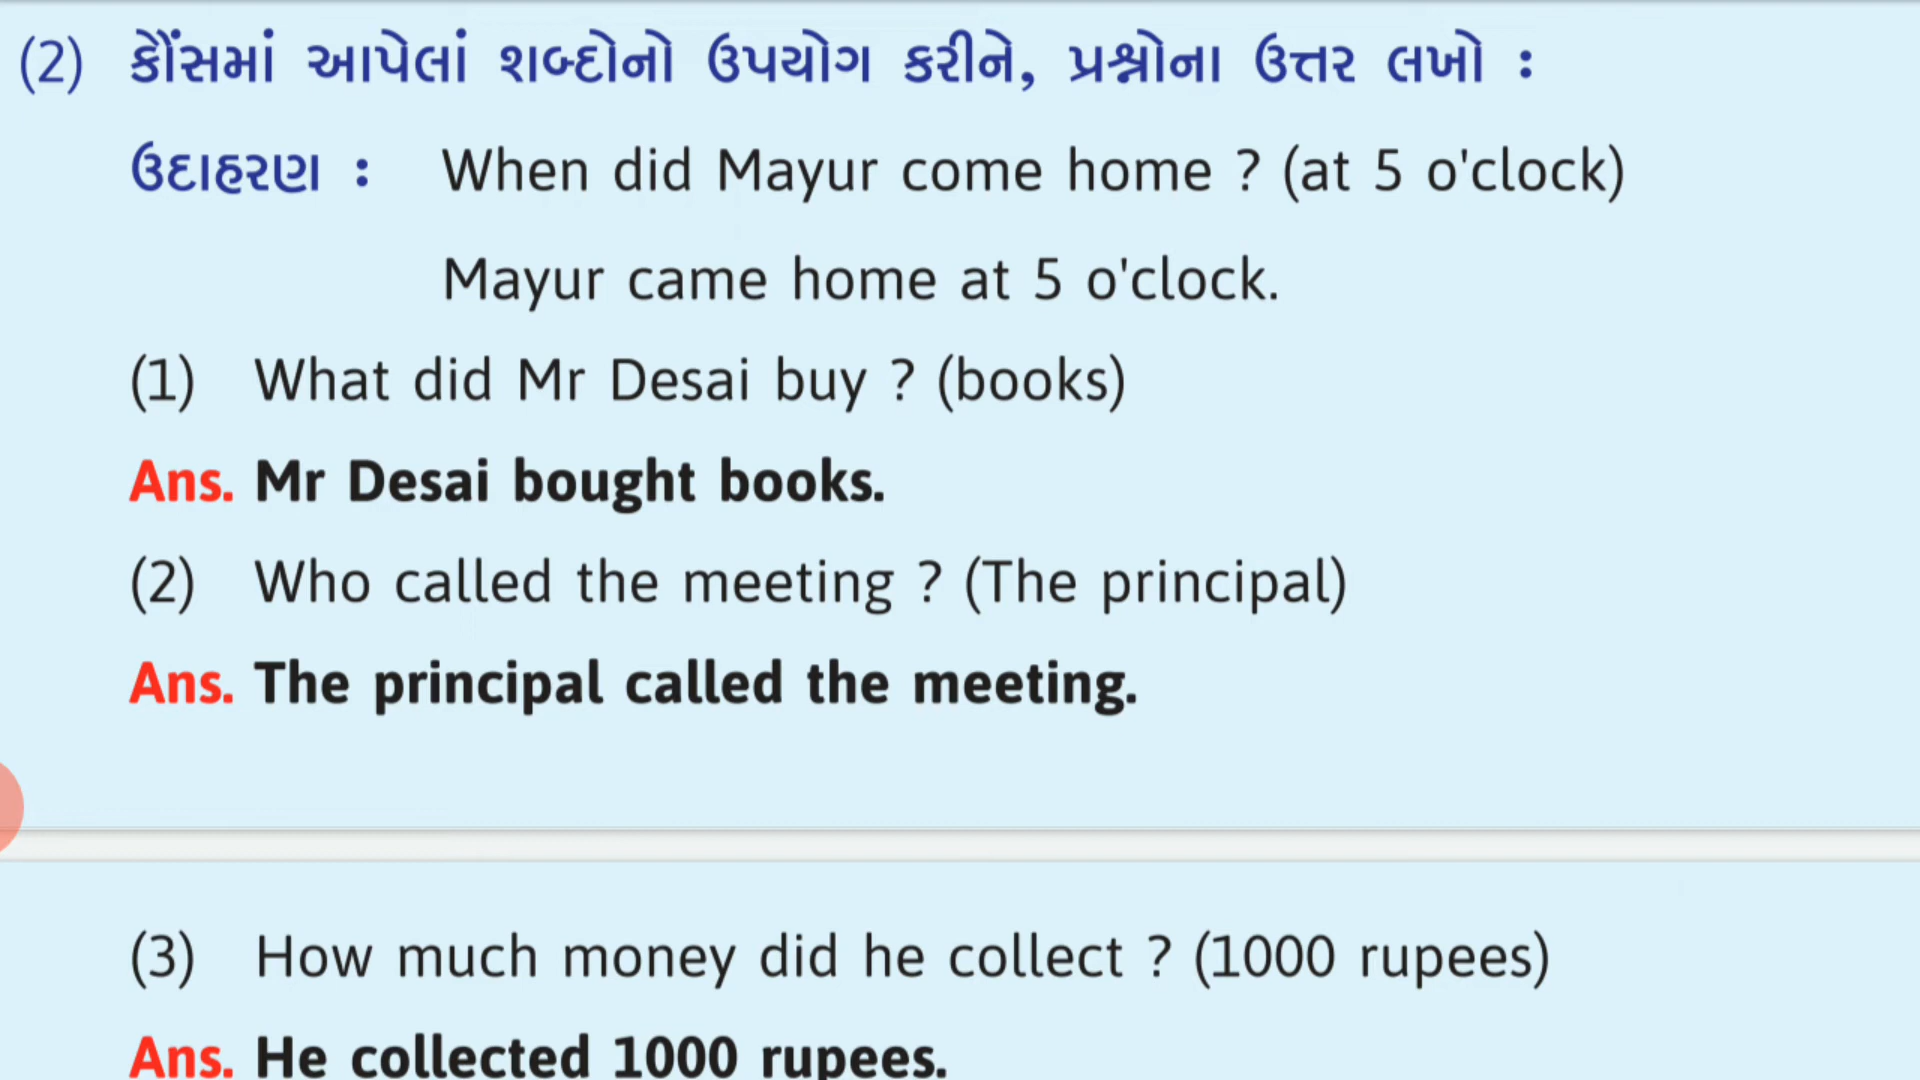 (2) કૌંસમાં આપેલાં શબ્દોનો ઉપયોગ કરીને, પ્રશ્નોના ઉત્તર લખો :
ઉદાહરણ : When did Mayur come home ? (at 5 o'clock)
Mayur came home at 5 o'clock.
(1) What did Mr Desai buy ? (books)
Ans. Mr Desai bought books.
(2) Who called the meeting ? (The principal)
Ans. The principal called the meeting.
(3) How much money did he collect ? (1000 rupees)
Ans. He collected 1000 rupees.